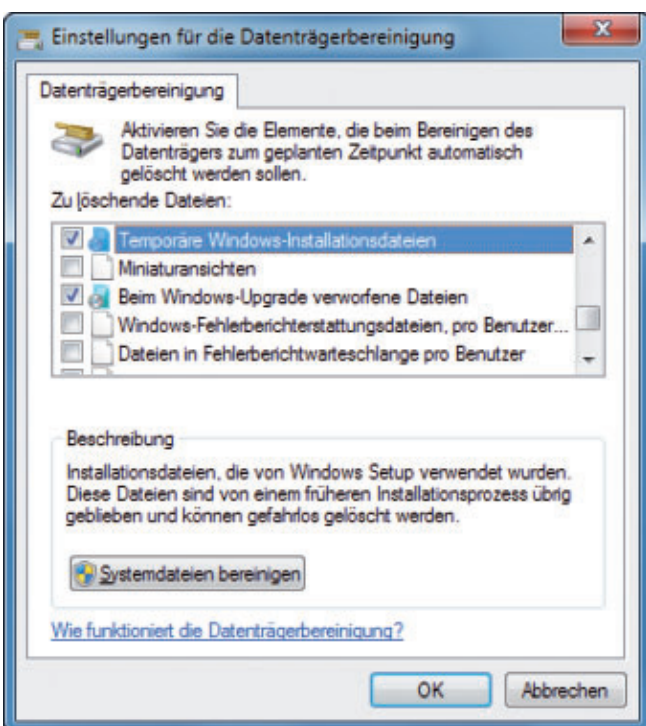 Einstellungen für die Datenträgerbereinigung
Datenträgerbereinigung
Aktivieren Sie die Elemente, die beim Bereinigen des
Datenträgers zum geplanten Zeitpunkt automatisch
gelöscht werden sollen.
Zu löschende Dateien:
Temporäre Windows-Installationsdateien
Miniaturansichten
Beim Windows-Upgrade verworfene Dateien
Windows-Fehlerberichterstattungsdateien, pro Benutzer...
Dateien in Fehlerberichtwarteschlange pro Benutzer
Beschreibung
Installationsdateien, die von Windows Setup verwendet wurden.
Diese Dateien sind von einem früheren Installationsprozess übrig
geblieben und können gefahrlos gelöscht werden.
Systemdateien bereinigen
Wie funktioniert die Datenträgerbereinigung?
OK Abbrechen